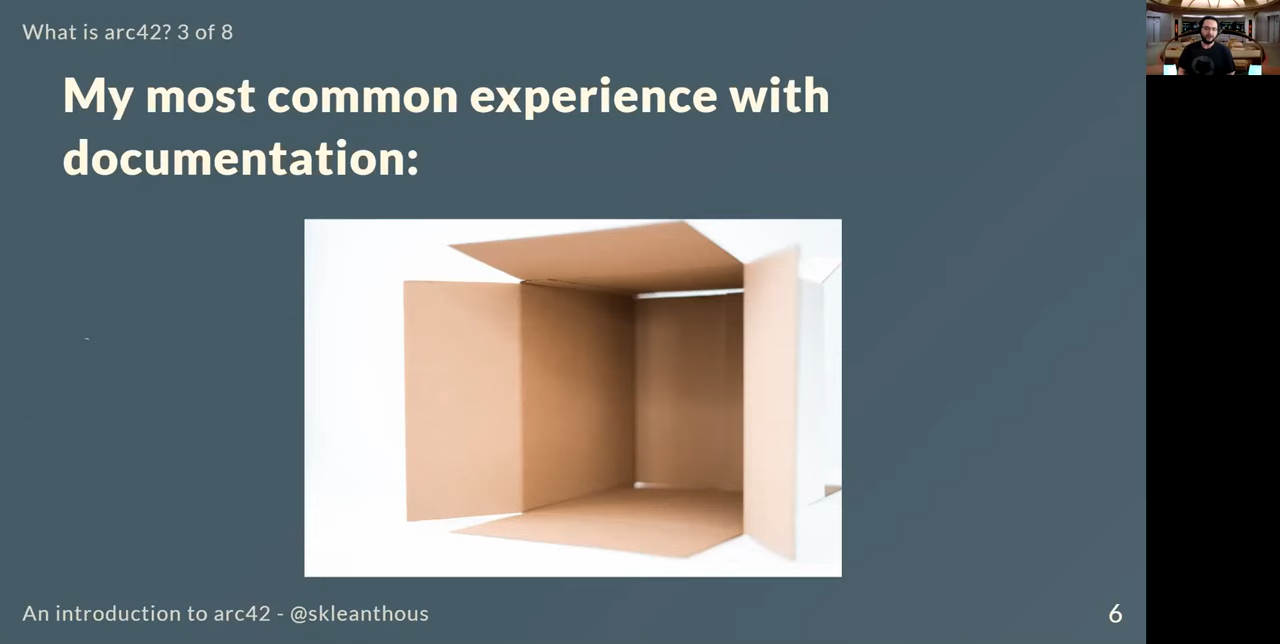 What is arc42? 3 of 8
My most common experience with
documentation:
An introduction to arc42 - @skleanthous
6